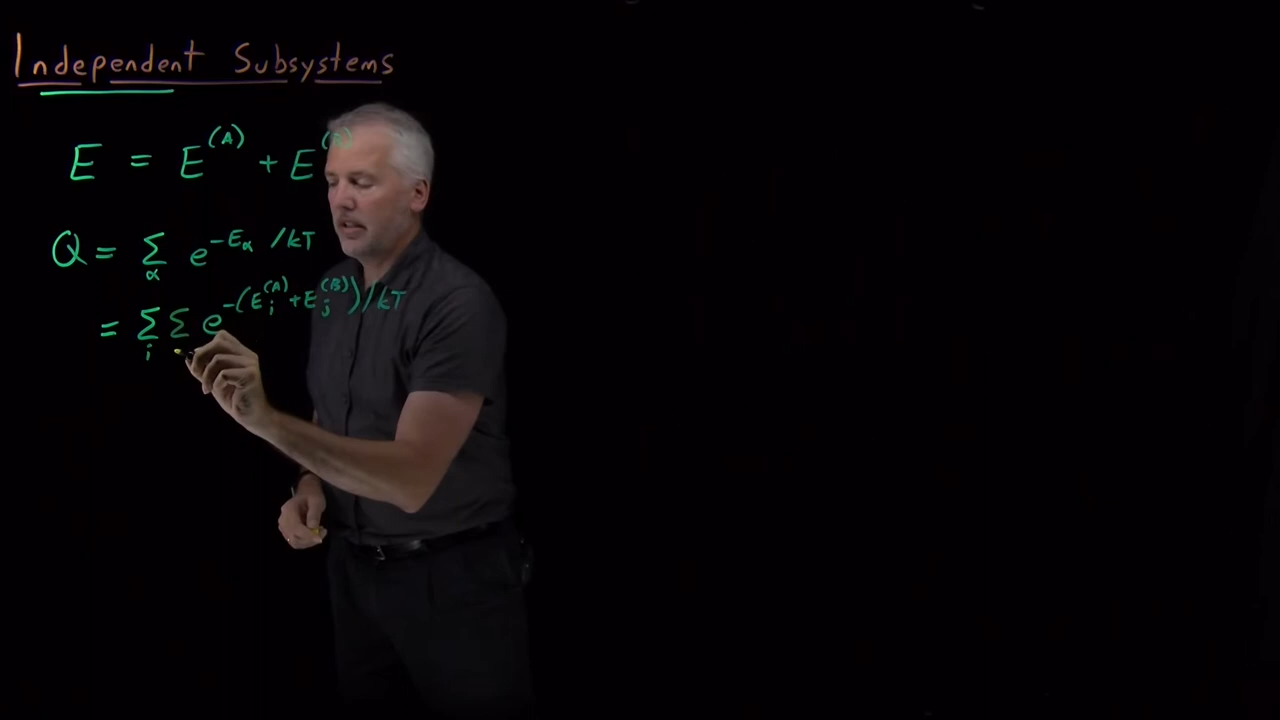 Independent Subsystems
E = E^(A) + E^(B)
Q = Σ_α e^(-E_α /kT)
= Σ_i Σ e^(-(E_i^(A) + E_j^(B))/kT)